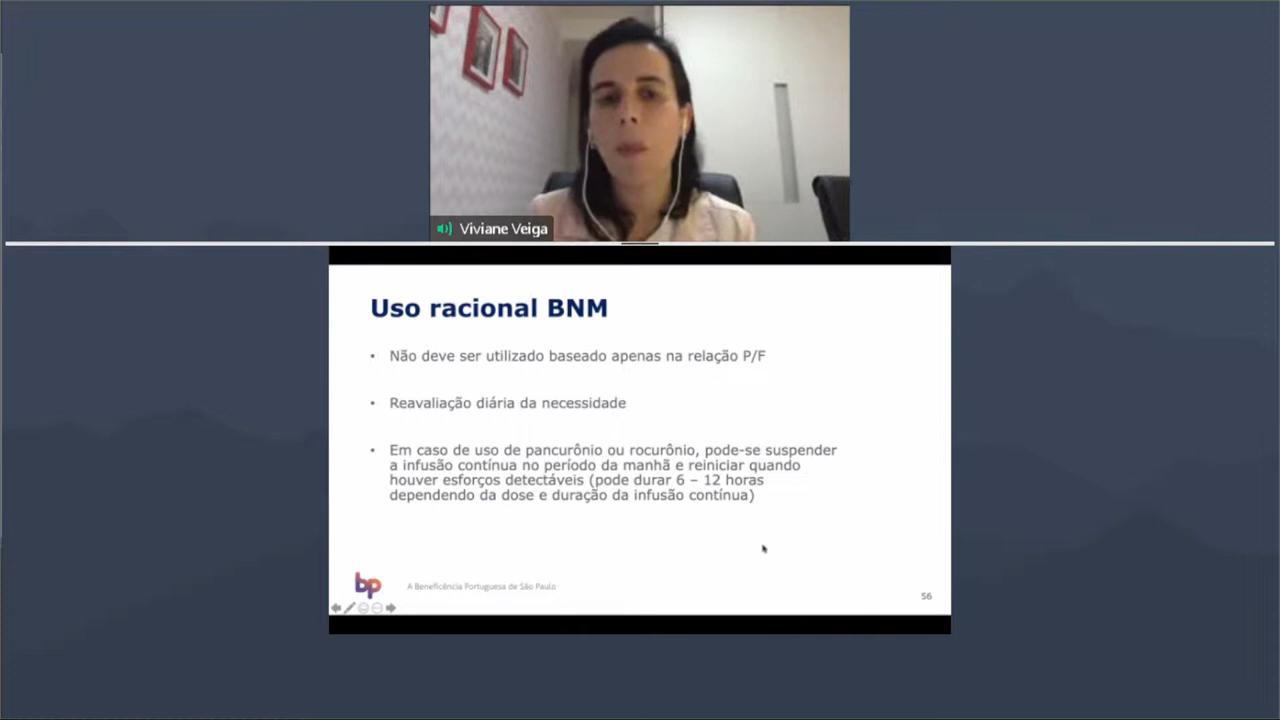 Viviane Veiga
Uso racional BNM
• Não deve ser utilizado baseado apenas na relação P/F
• Reavaliação diária da necessidade
• Em caso de uso de pancurônio ou rocurônio, pode-se suspender
a infusão contínua no período da manhã e reiniciar quando
houver esforços detectáveis (pode durar 6 – 12 horas
dependendo da dose e duração da infusão contínua)
bp
A Beneficência Portuguesa de São Paulo
56